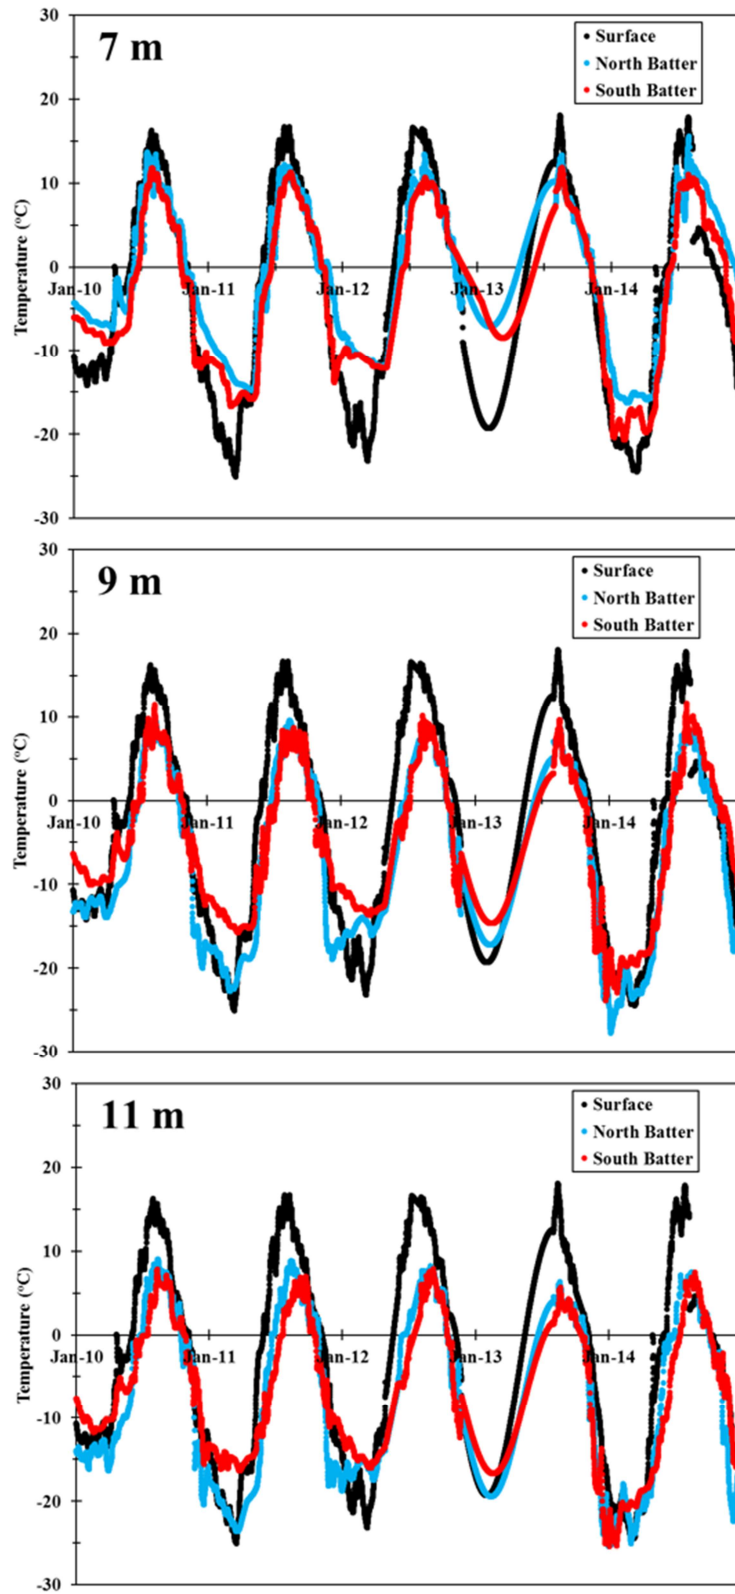 7 m
Surface
North Batter
South Batter
30
20
10
0
-10
-20
-30
Temperature (°C)
Jan-10 Jan-11 Jan-12 Jan-13 Jan-14
9 m
Surface
North Batter
South Batter
30
20
10
0
-10
-20
-30
Temperature (°C)
Jan-10 Jan-11 Jan-12 Jan-13 Jan-14
11 m
Surface
North Batter
South Batter
30
20
10
0
-10
-20
-30
Temperature (°C)
Jan-10 Jan-11 Jan-12 Jan-13 Jan-14